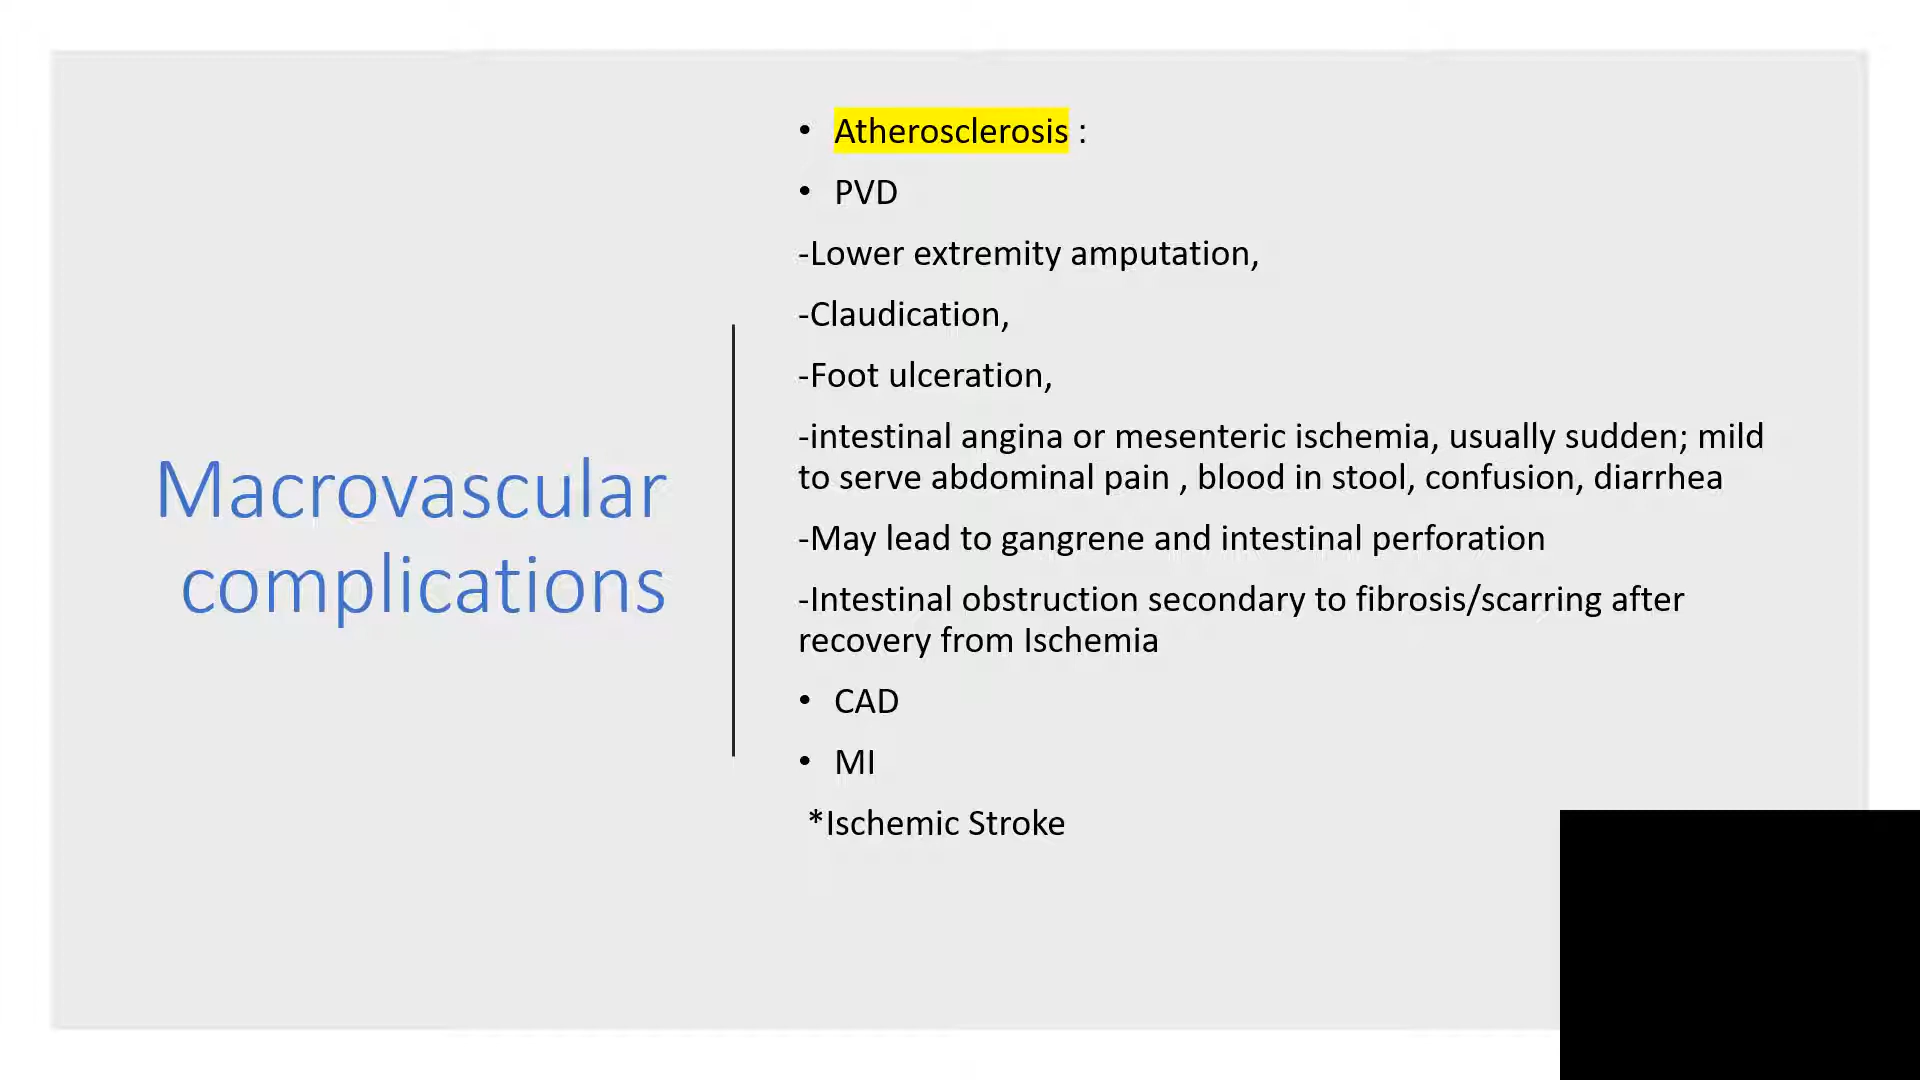 Macrovascular
complications
• Atherosclerosis :
• PVD
-Lower extremity amputation,
-Claudication,
-Foot ulceration,
-intestinal angina or mesenteric ischemia, usually sudden; mild
to serve abdominal pain , blood in stool, confusion, diarrhea
-May lead to gangrene and intestinal perforation
-Intestinal obstruction secondary to fibrosis/scarring after
recovery from Ischemia
• CAD
• MI
*Ischemic Stroke